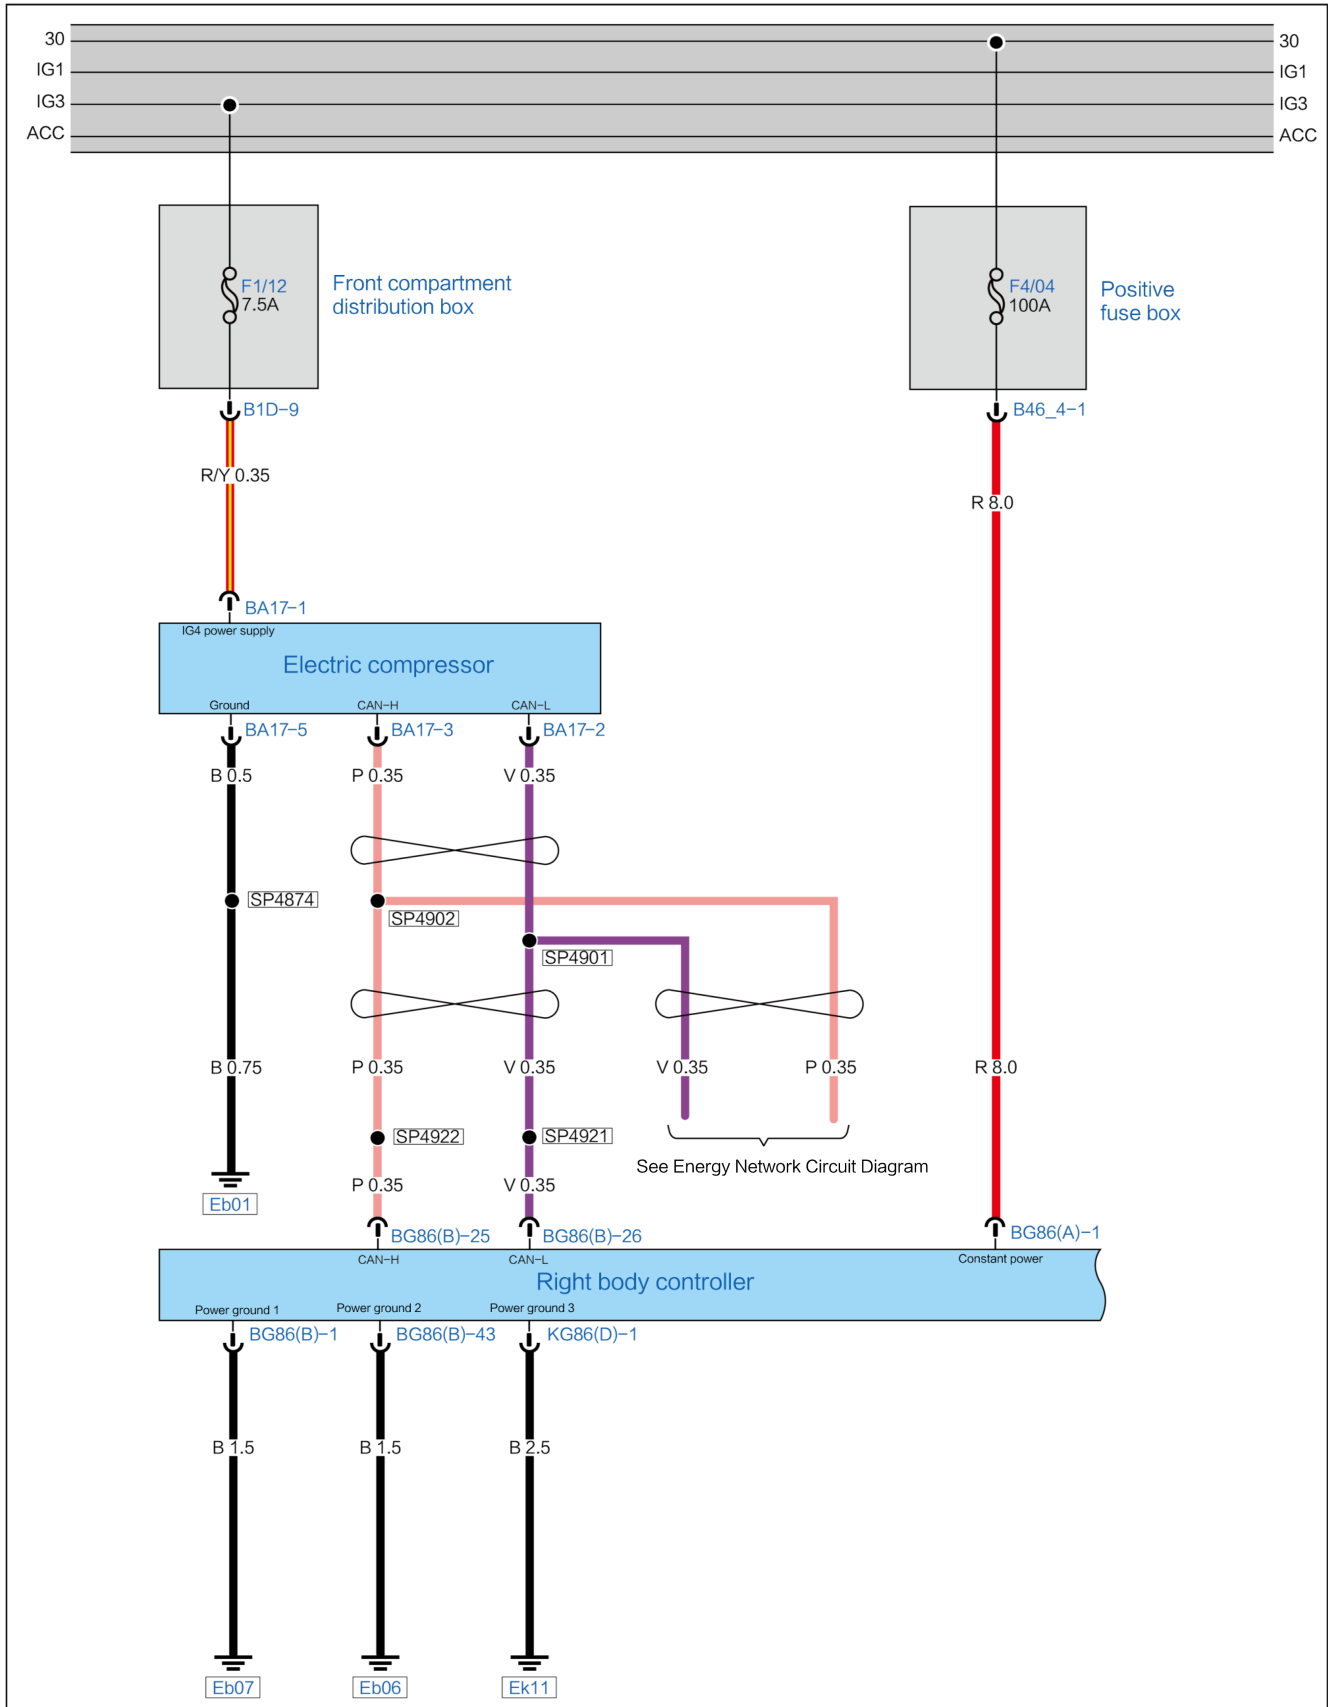 30
30
IG1
IG1
IG3
IG3
ACC
ACC
F1/12
7.5A
Front compartment
distribution box
F4/04
100A
Positive
fuse box
B1D-9
B46_4-1
R/Y 0.35
R 8.0
BA17-1
IG4 power supply
Electric compressor
Ground
CAN-H
CAN-L
BA17-5
BA17-3
BA17-2
B 0.5
P 0.35
V 0.35
SP4874
SP4902
SP4901
B 0.75
P 0.35
V 0.35
V 0.35
P 0.35
R 8.0
SP4922
SP4921
See Energy Network Circuit Diagram
P 0.35
V 0.35
Eb01
BG86(B)-25
BG86(B)-26
BG86(A)-1
CAN-H
CAN-L
Constant power
Right body controller
Power ground 1
Power ground 2
Power ground 3
BG86(B)-1
BG86(B)-43
KG86(D)-1
B 1.5
B 1.5
B 2.5
Eb07
Eb06
Ek11